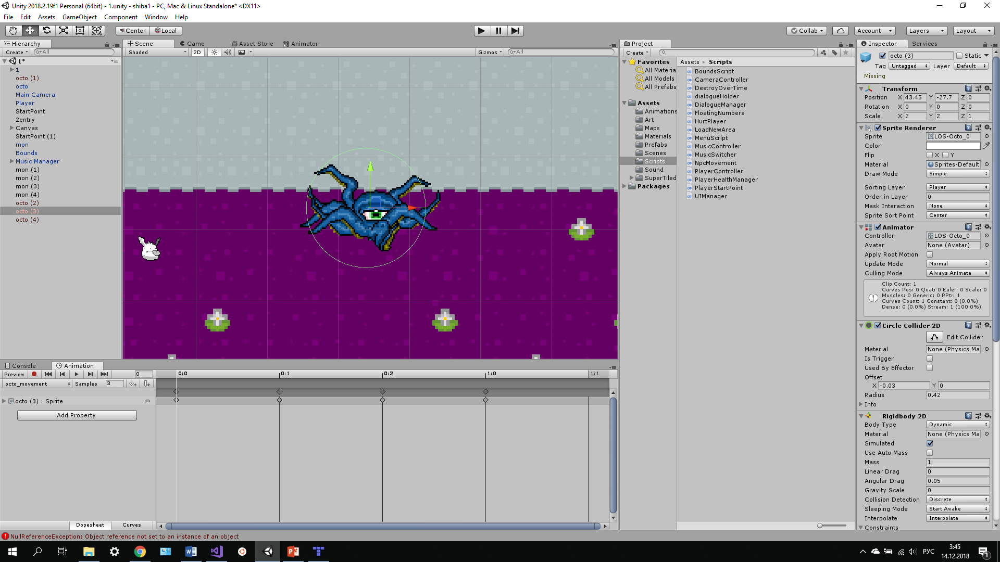 Unity 2018.2.19f1 Personal (64bit) - 1.unity - shiba1 - PC, Mac & Linux Standalone* <DX11>
File Edit Assets GameObject Component Window Help
Center Local Collab Account Layers Layout
Hierarchy
Create All
1*
1
octo (1)
octo
Main Camera
Player
StartPoint
2entry
Canvas
StartPoint (1)
mon
Bounds
Music Manager
mon (1)
mon (2)
mon (3)
mon (4)
octo (2)
octo (3)
octo (4)
Scene Game Asset Store Animator
Shaded 2D Gizmos All
Project
Create
Favorites
All Materia
All Models
All Prefabs
Assets
Animations
Art
Maps
Materials
Prefabs
Scenes
Scripts
Sound
SuperTiled
Packages
Assets ▸ Scripts
BoundsScript
CameraController
DestroyOverTime
dialogueHolder
DialogueManager
FloatingNumbers
HurtPlayer
LoadNewArea
MenuScript
MusicController
MusicSwitcher
NpcMovement
PlayerController
PlayerHealthManager
PlayerStartPoint
UIManager
Inspector Services
octo (3) Static
Tag Untagged Layer Default
Missing
Transform
Position X 43.45 Y -27.7 Z 0
Rotation X 0 Y 0 Z 0
Scale X 2 Y 2 Z 1
Sprite Renderer
Sprite LOS-Octo_0
Color
Flip X Y
Material Sprites-Default
Draw Mode Simple
Sorting Layer Player
Order in Layer 0
Mask Interaction None
Sprite Sort Point Center
Animator
Controller LOS-Octo_0
Avatar None (Avatar)
Apply Root Motion
Update Mode Normal
Culling Mode Always Animate
Clip Count: 1
Curves Pos: 0 Quat: 0 Euler: 0 Scale: 0
Muscles: 0 Generic: 0 PPtr: 1
Curves Count: 1 Constant: 0 (0.0%)
Dense: 0 (0.0%) Stream: 1 (100.0%)
Circle Collider 2D
Edit Collider
Material None (Physics Ma
Is Trigger
Used By Effector
Offset
X -0.03 Y 0
Radius 0.42
Info
Rigidbody 2D
Body Type Dynamic
Material None (Physics Ma
Simulated
Use Auto Mass
Mass 1
Linear Drag 0
Angular Drag 0.05
Gravity Scale 0
Collision Detection Discrete
Sleeping Mode Start Awake
Interpolate Interpolate
Constraints
Console Animation
Preview 0 0:0 0:1 0:2 1:0 1:1
octo_movement Samples 3
octo (3) : Sprite
Add Property
Dopesheet Curves
NullReferenceException: Object reference not set to an instance of an object
РУС 3:45
14.12.2018
1